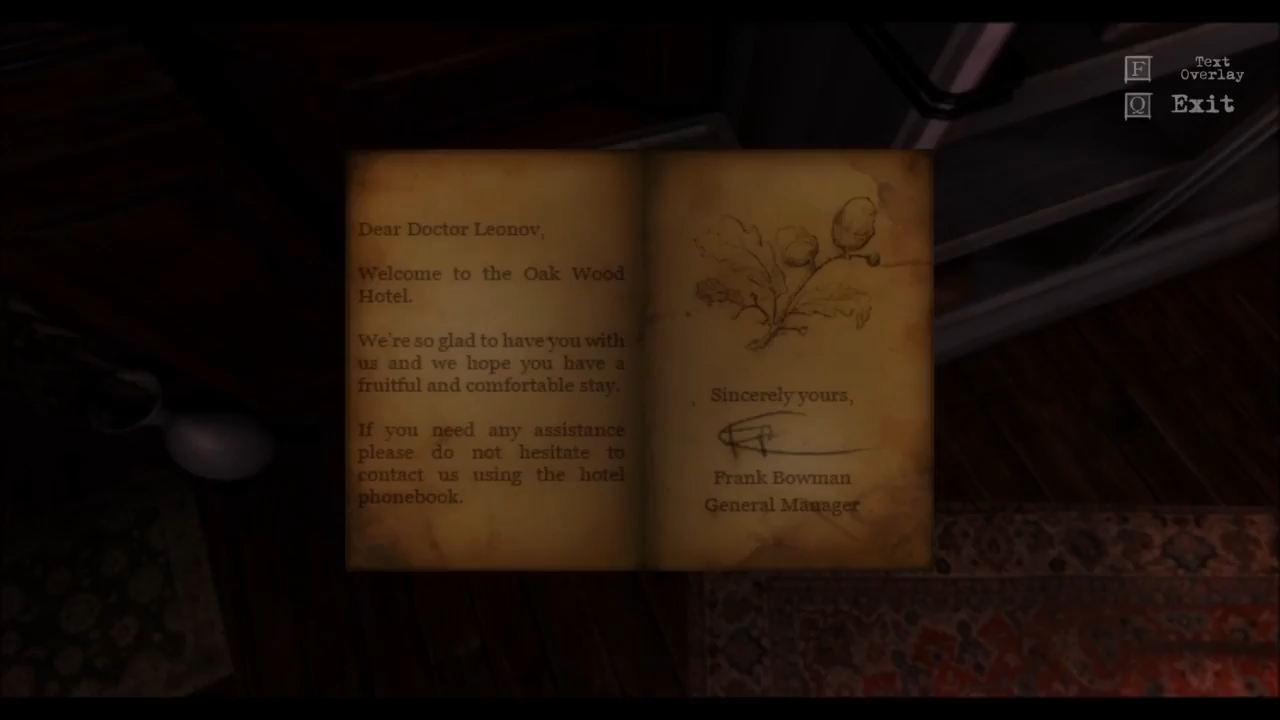 F Text
Overlay
Q Exit
Dear Doctor Leonov,
Welcome to the Oak Wood
Hotel.
We're so glad to have you with
us and we hope you have a
fruitful and comfortable stay.
If you need any assistance
please do not hesitate to
contact us using the hotel
phonebook.
Sincerely yours,
Frank Bowman
General Manager